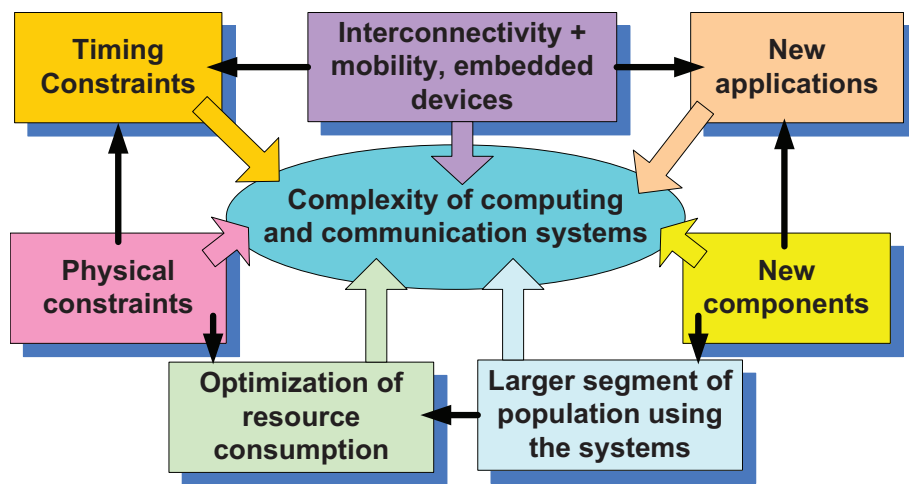 Timing
Constraints
Interconnectivity +
mobility, embedded
devices
New
applications
Complexity of computing
and communication systems
Physical
constraints
New
components
Optimization of
resource
consumption
Larger segment of
population using
the systems